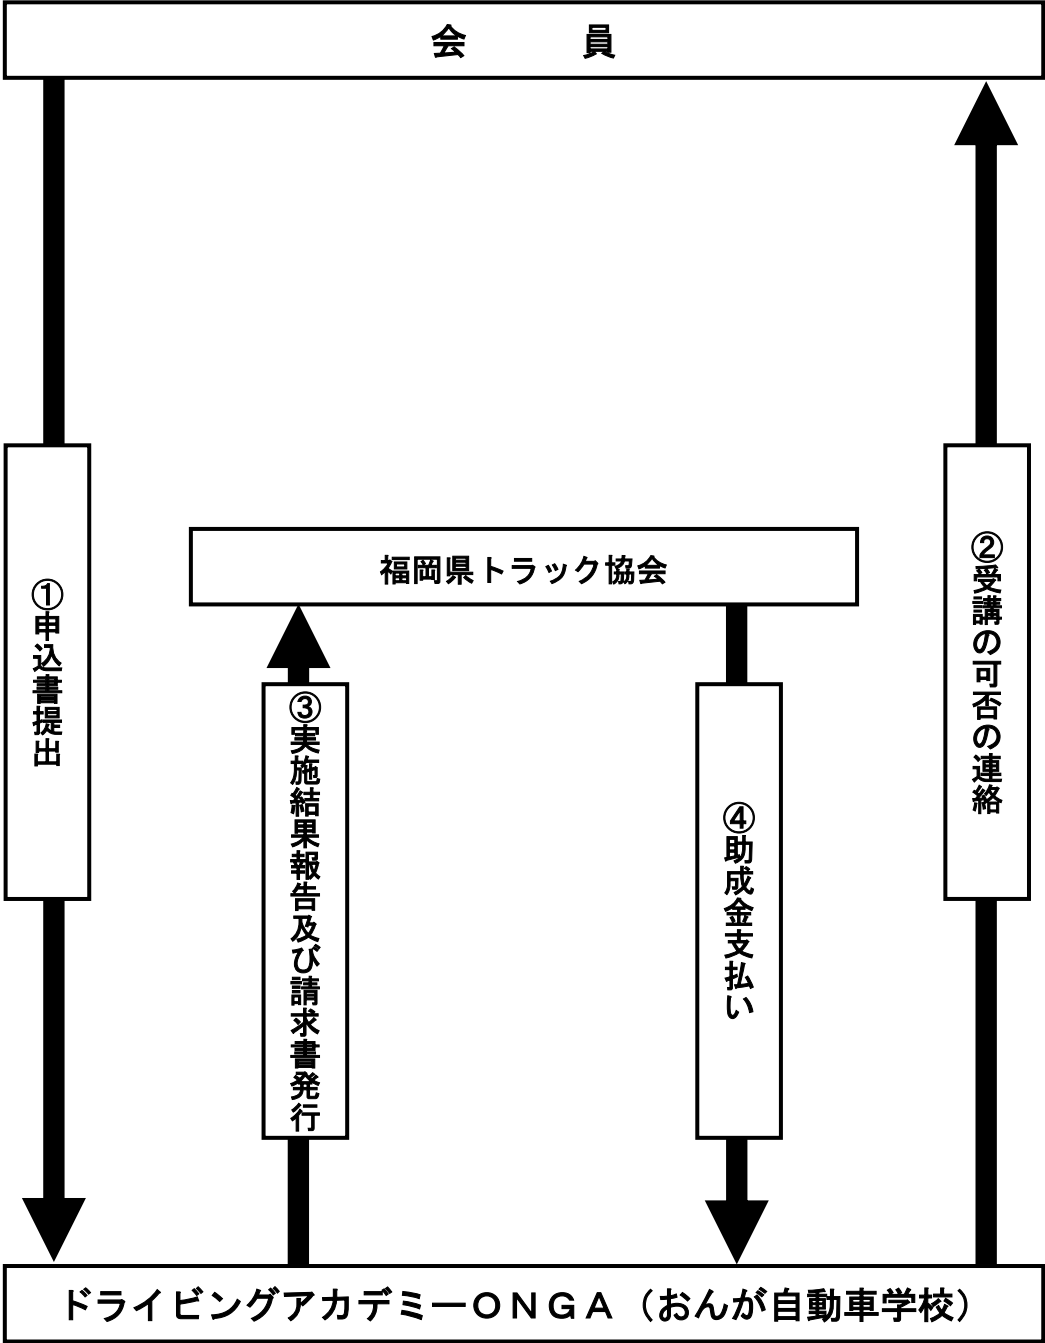 会　　　員
福岡県トラック協会
①申込書提出
②受講の可否の連絡
③実施結果報告及び請求書発行
④助成金支払い
ドライビングアカデミーＯＮＧＡ（おんが自動車学校）